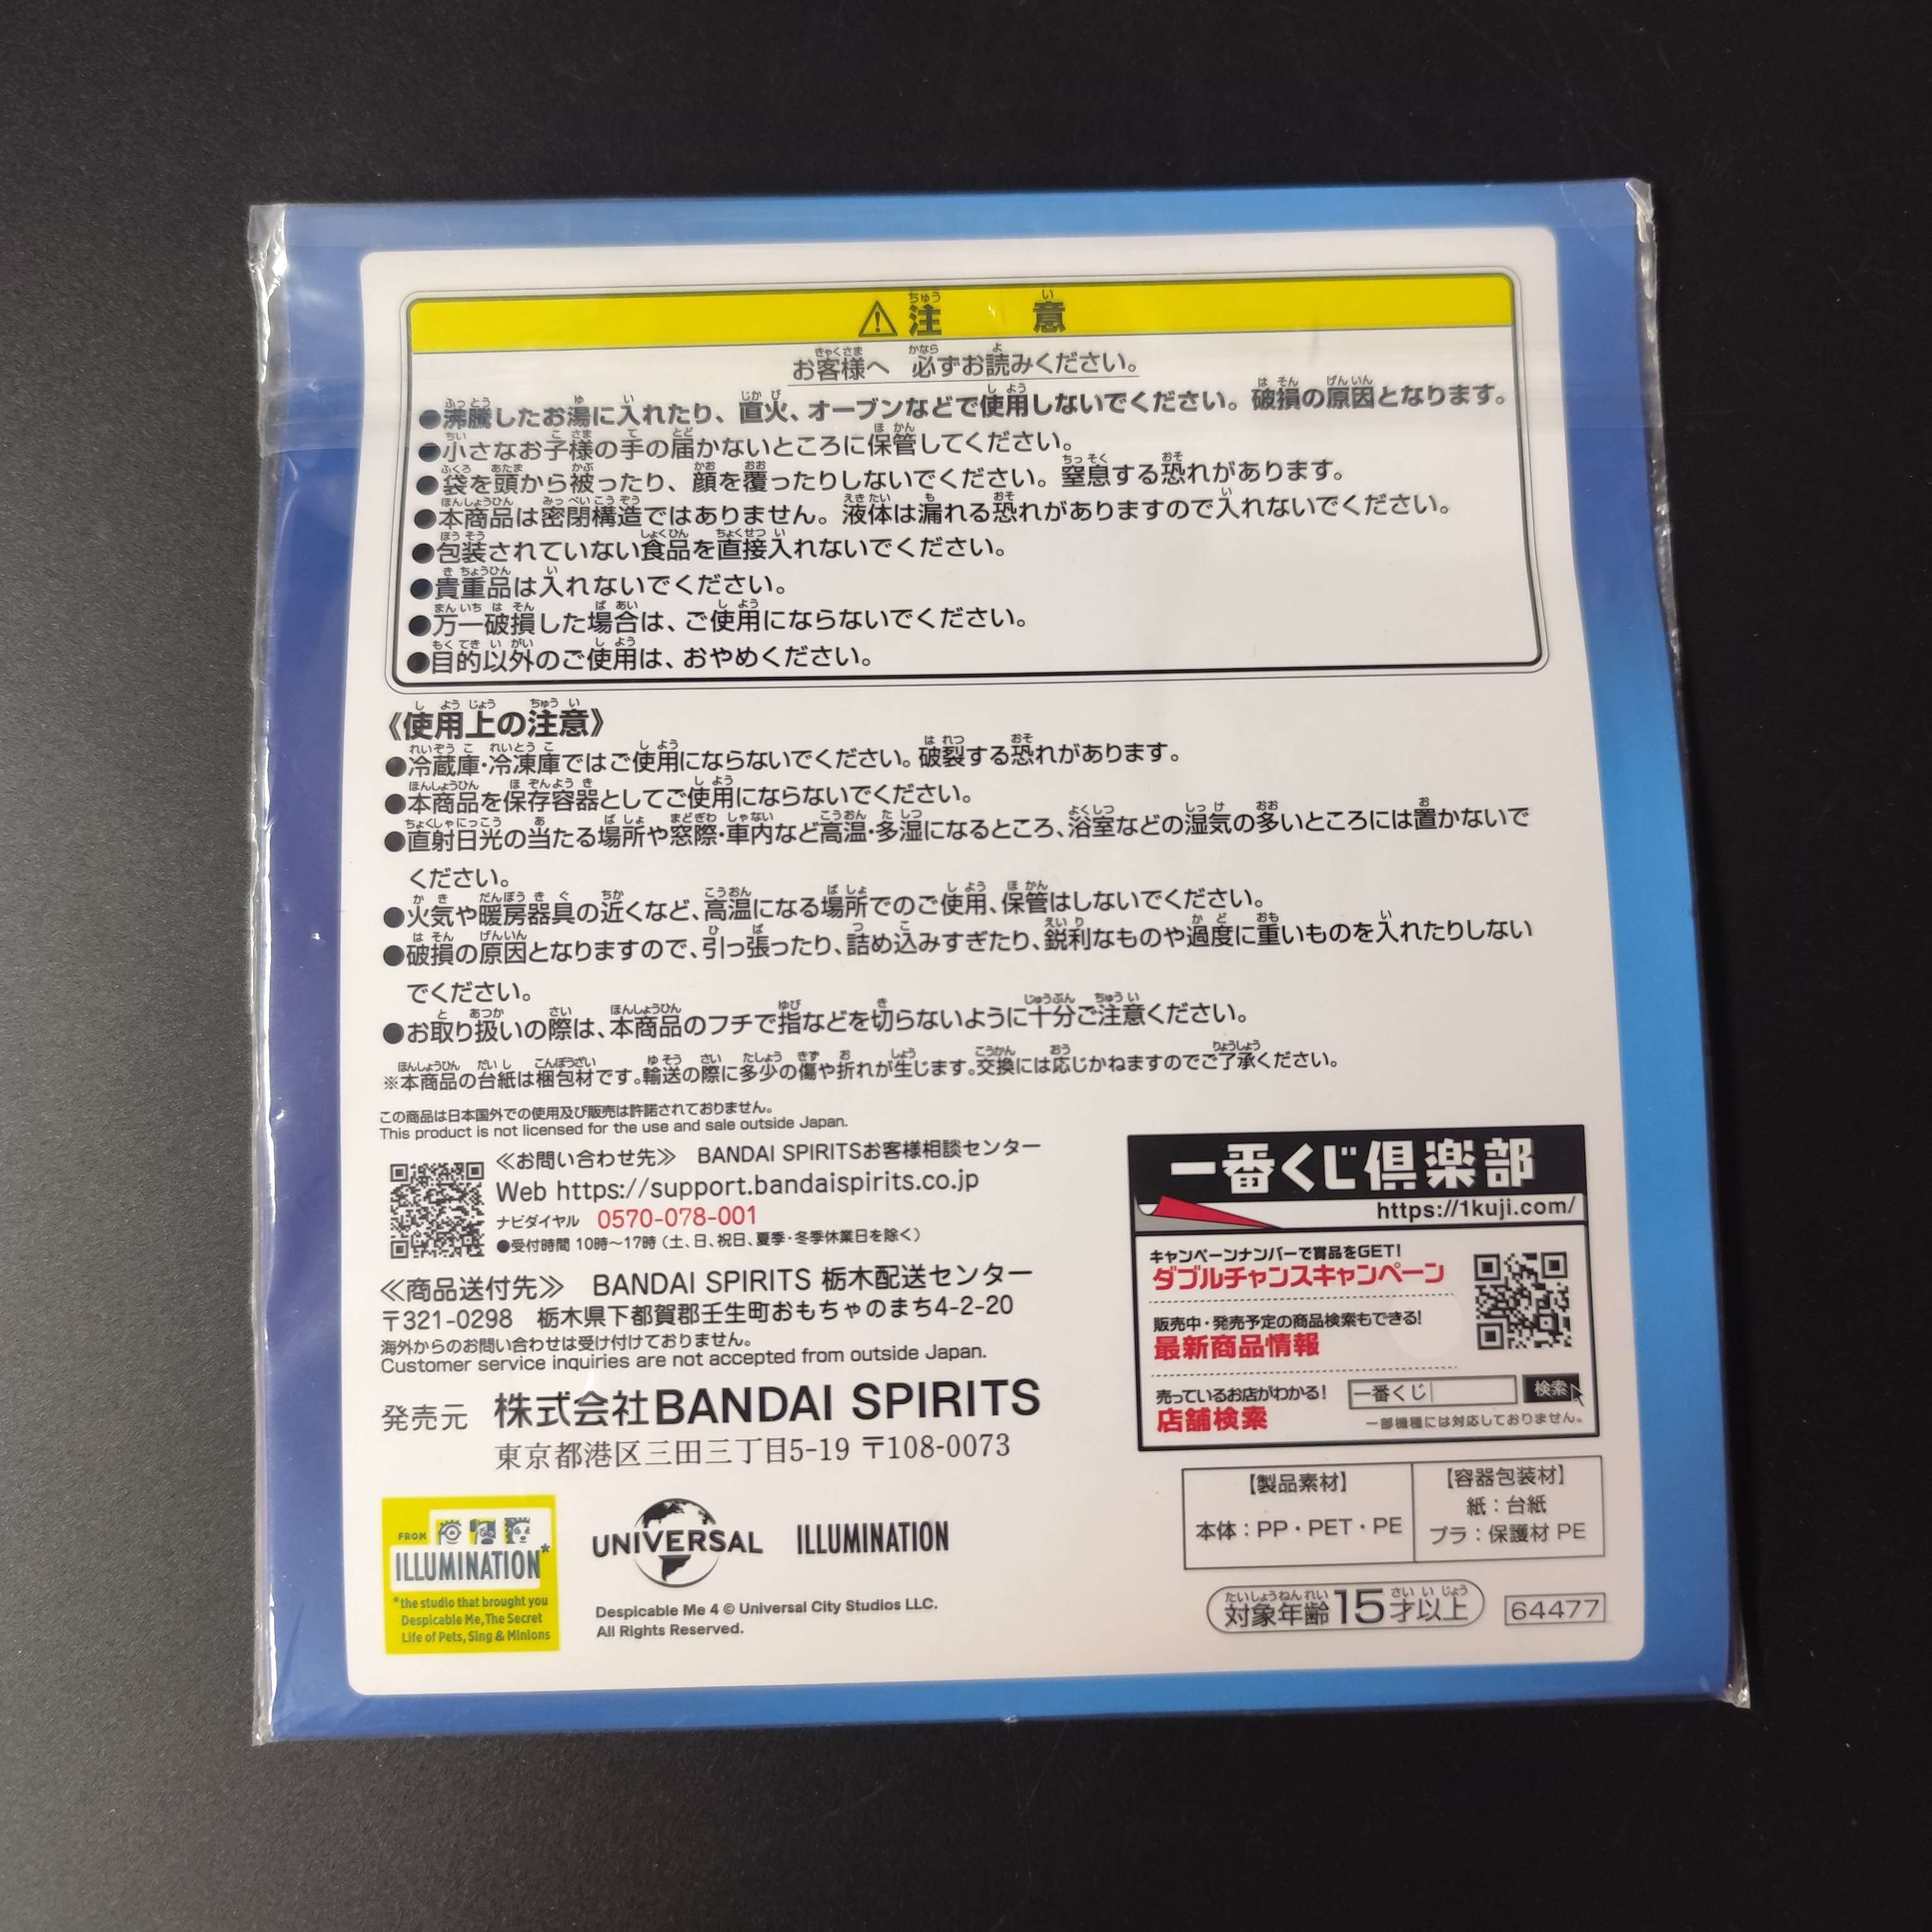 ⚠注意
お客様へ 必ずお読みください。
●沸騰したお湯に入れたり、直火、オーブンなどで使用しないでください。破損の原因となります。
●小さなお子様の手の届かないところに保管してください。
●袋を頭から被ったり、顔を覆ったりしないでください。窒息する恐れがあります。
●本商品は密閉構造ではありません。液体は漏れる恐れがありますので入れないでください。
●包装されていない食品を直接入れないでください。
●貴重品は入れないでください。
●万一破損した場合は、ご使用にならないでください。
●目的以外のご使用は、おやめください。
《使用上の注意》
●冷蔵庫・冷凍庫ではご使用にならないでください。破裂する恐れがあります。
●本商品を保存容器としてご使用にならないでください。
●直射日光の当たる場所や窓際・車内など高温・多湿になるところ、浴室などの湿気の多いところには置かないで
ください。
●火気や暖房器具の近くなど、高温になる場所でのご使用、保管はしないでください。
●破損の原因となりますので、引っ張ったり、詰め込みすぎたり、鋭利なものや過度に重いものを入れたりしない
でください。
●お取り扱いの際は、本商品のフチで指などを切らないように十分ご注意ください。
※本商品の台紙は梱包材です。輸送の際に多少の傷や折れが生じます。交換には応じかねますのでご了承ください。
この商品は日本国外での使用及び販売は許諾されておりません。
This product is not licensed for the use and sale outside Japan.
≪お問い合わせ先≫ BANDAI SPIRITSお客様相談センター
Web https://support.bandaispirits.co.jp
ナビダイヤル 0570-078-001
●受付時間 10時～17時（土、日、祝日、夏季・冬季休業日を除く）
≪商品送付先≫ BANDAI SPIRITS 栃木配送センター
〒321-0298 栃木県下都賀郡壬生町おもちゃのまち4-2-20
海外からのお問い合わせは受け付けておりません。
Customer service inquiries are not accepted from outside Japan.
発売元 株式会社BANDAI SPIRITS
東京都港区三田三丁目5-19 〒108-0073
一番くじ倶楽部
https://1kuji.com/
キャンペーンナンバーで賞品をGET!
ダブルチャンスキャンペーン
販売中・発売予定の商品検索もできる!
最新商品情報
売っているお店がわかる!
店舗検索
一番くじ 検索
一部機種には対応しておりません。
【製品素材】
本体：PP・PET・PE
【容器包装材】
紙：台紙
プラ：保護材 PE
対象年齢15才以上
64477
FROM
ILLUMINATION*
*the studio that brought you
Despicable Me, The Secret
Life of Pets, Sing & Minions
UNIVERSAL
ILLUMINATION
Despicable Me 4 © Universal City Studios LLC.
All Rights Reserved.